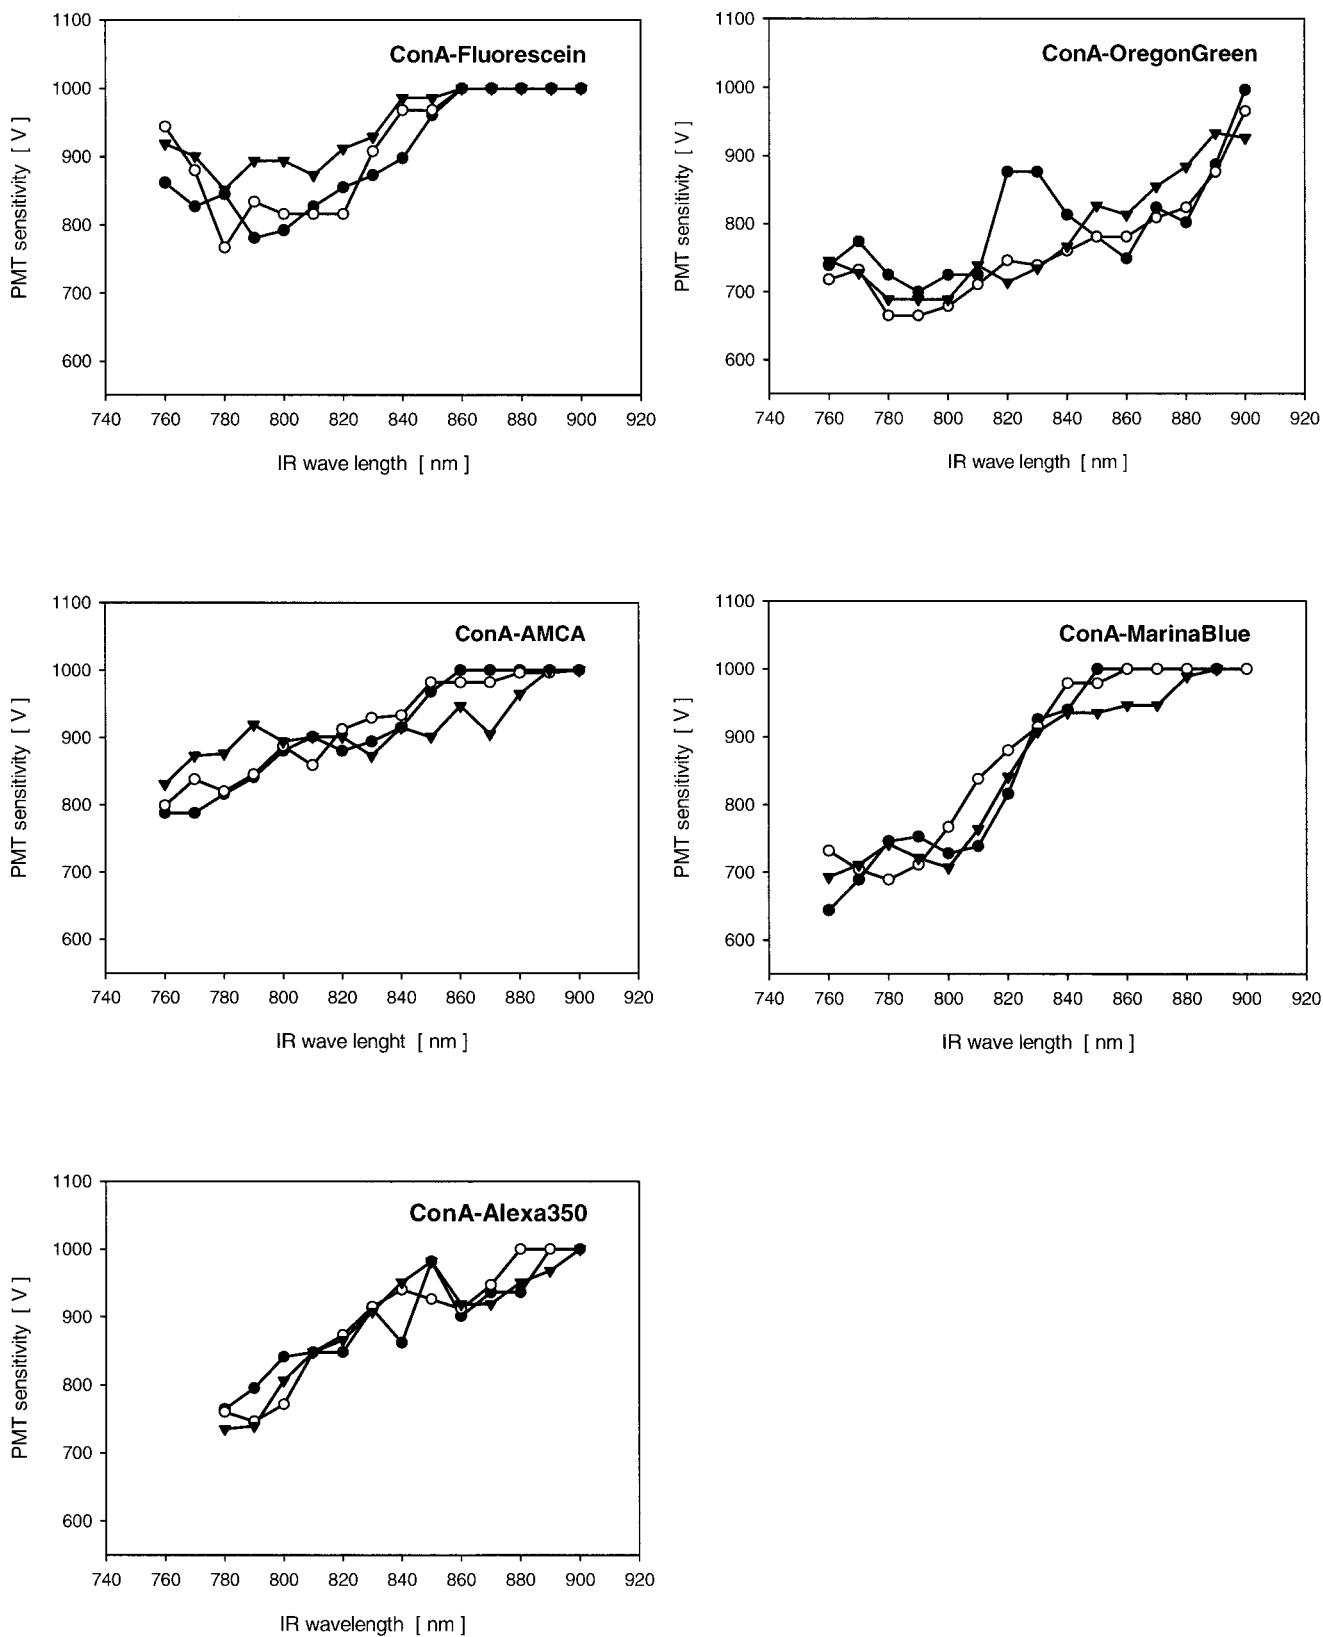 ConA-Fluorescein
PMT sensitivity [ V ]
1100
1000
900
800
700
600
740 760 780 800 820 840 860 880 900 920
IR wave length [ nm ]
ConA-OregonGreen
PMT sensitivity [ V ]
1100
1000
900
800
700
600
740 760 780 800 820 840 860 880 900 920
IR wave length [ nm ]
ConA-AMCA
PMT sensitivity [ V ]
1100
1000
900
800
700
600
740 760 780 800 820 840 860 880 900 920
IR wave lenght [ nm ]
ConA-MarinaBlue
PMT sensitivity [ V ]
1100
1000
900
800
700
600
740 760 780 800 820 840 860 880 900 920
IR wave length [ nm ]
ConA-Alexa350
PMT sensitivity [ V ]
1100
1000
900
800
700
600
740 760 780 800 820 840 860 880 900 920
IR wavelength [ nm ]